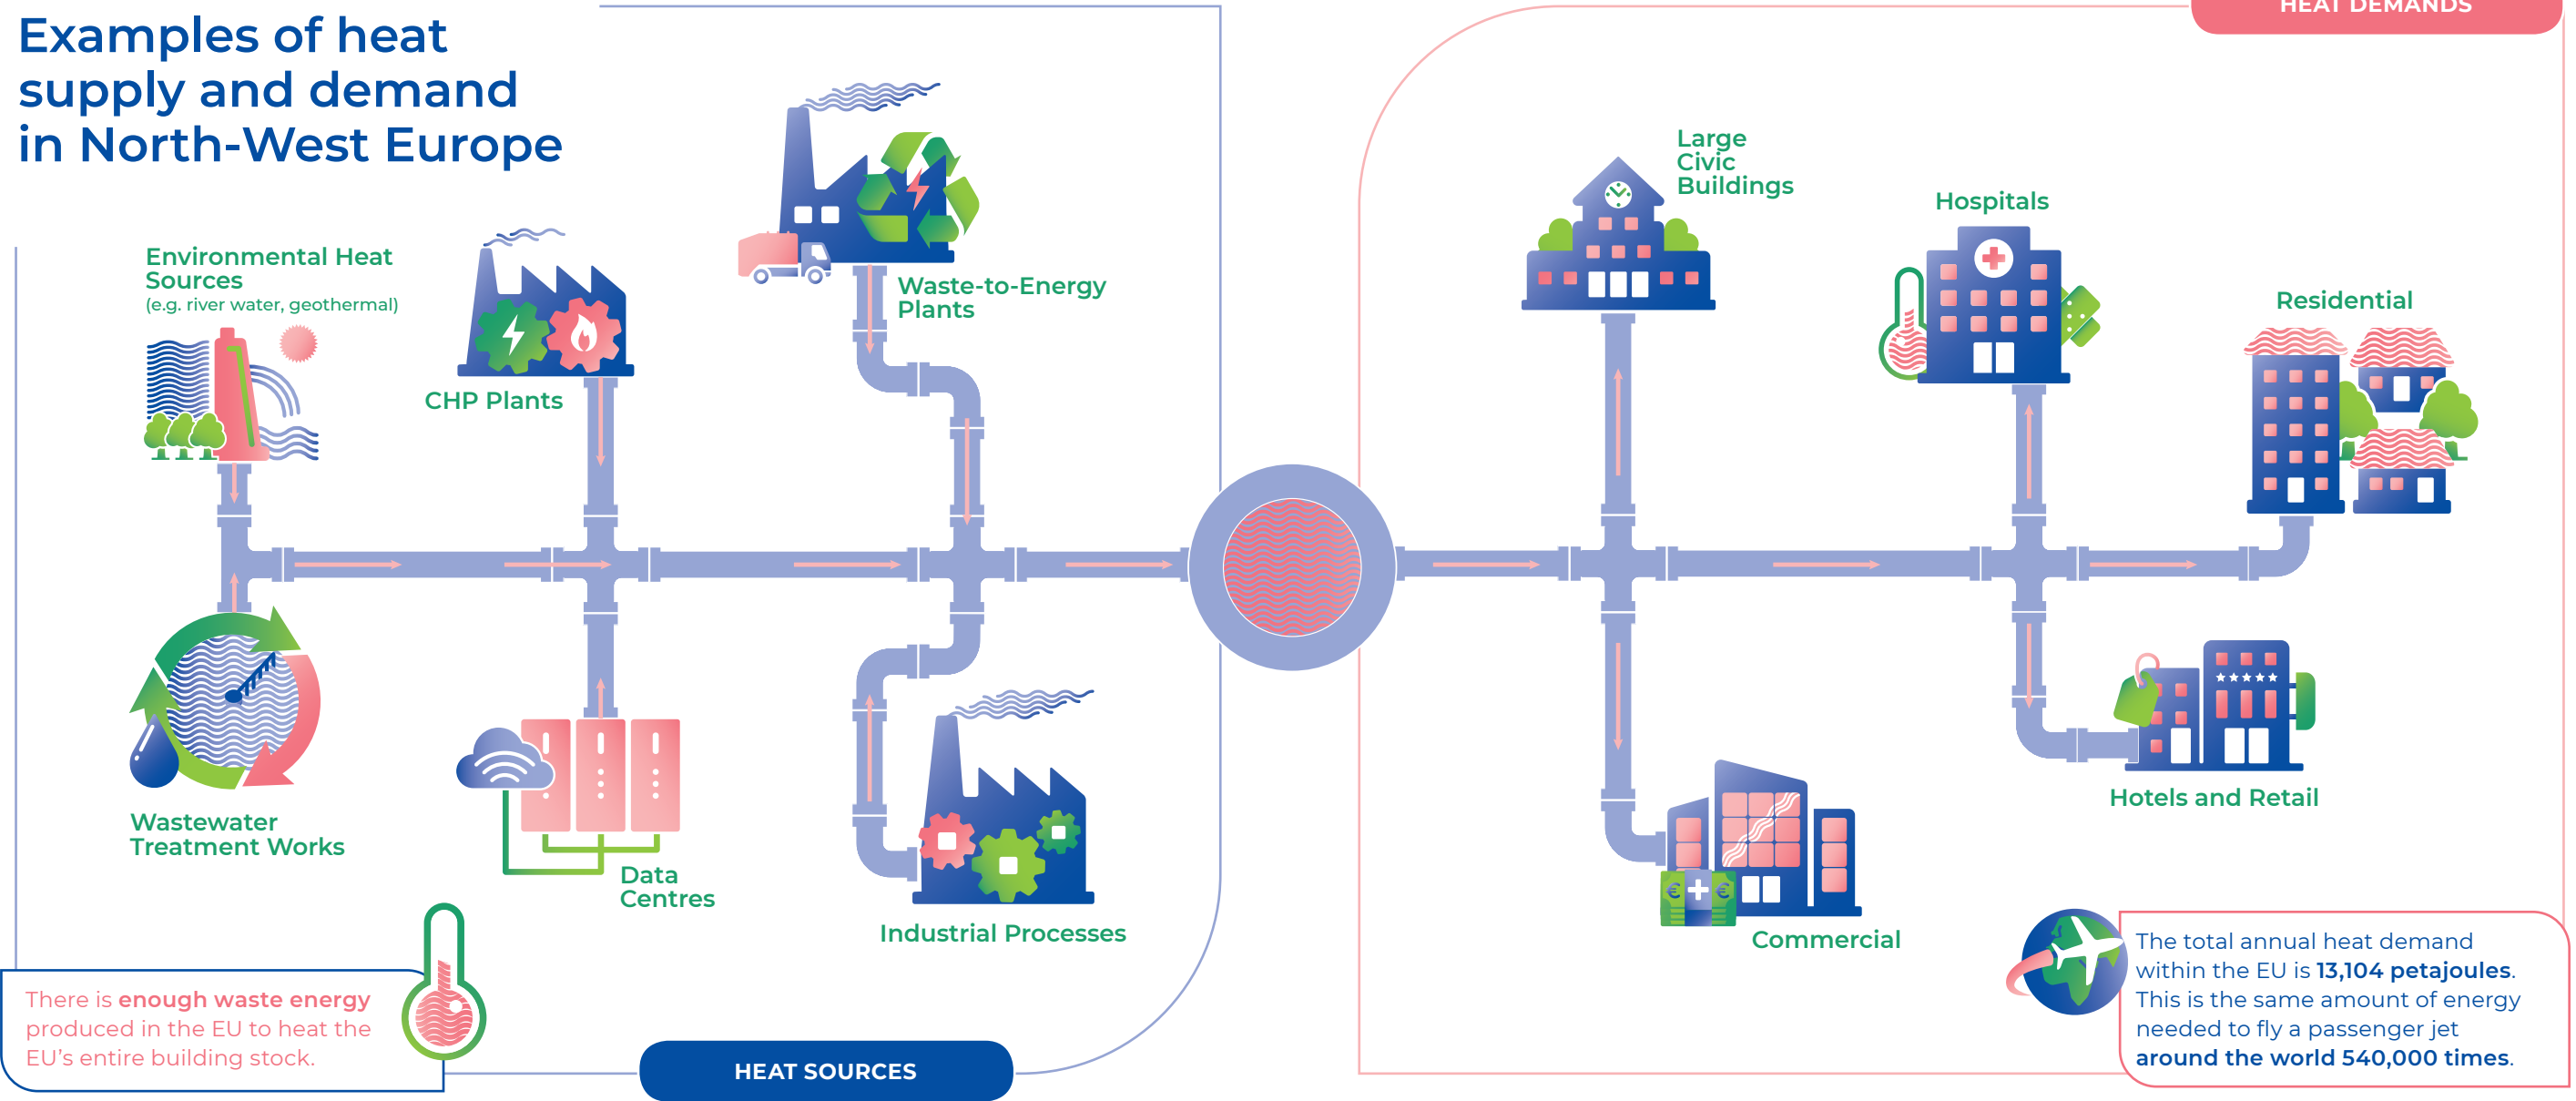 Examples of heat
supply and demand
in North-West Europe
HEAT DEMANDS
Environmental Heat
Sources
(e.g. river water, geothermal)
CHP Plants
Waste-to-Energy
Plants
Large
Civic
Buildings
Hospitals
Residential
Wastewater
Treatment Works
Data
Centres
Industrial Processes
Commercial
€ €
Hotels and Retail
There is enough waste energy
produced in the EU to heat the
EU's entire building stock.
HEAT SOURCES
The total annual heat demand
within the EU is 13,104 petajoules.
This is the same amount of energy
needed to fly a passenger jet
around the world 540,000 times.